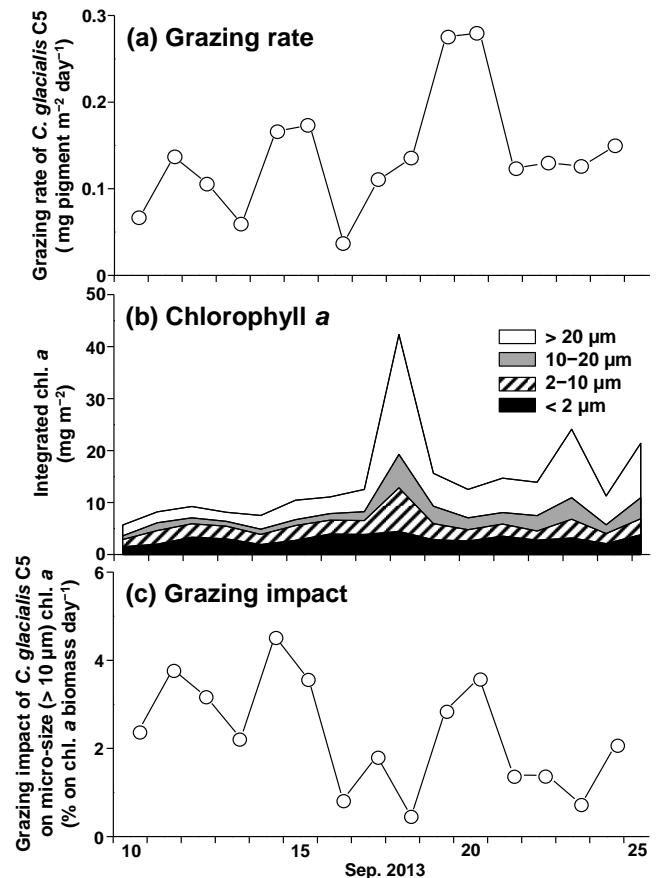 (a) Grazing rate
Grazing rate of C. glacialis C5
( mg pigment m⁻² day⁻¹)
0.3
0.2
0.1
0
(b) Chlorophyll a
Integrated chl. a
(mg m⁻²)
50
40
30
20
10
0
> 20 µm
10−20 µm
2−10 µm
< 2 µm
(c) Grazing impact
Grazing impact of C. glacialis C5
on micro-size (> 10 µm) chl. a
(% on chl. a biomass day⁻¹)
6
4
2
0
10 15 20 25
Sep. 2013